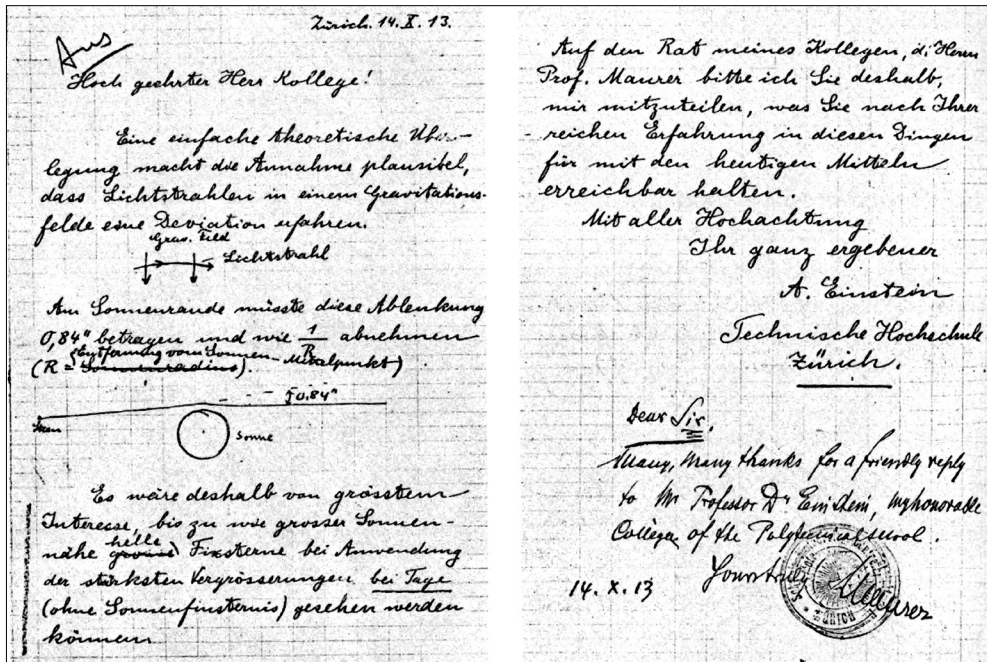 Zürich. 14. X. 13.
Aus
Hoch geehrter Herr Kollege!
Eine einfache theoretische Über-
legung macht die Annahme plausibel,
dass Lichtstrahlen in einem Gravitations-
felde eine Deviation erfahren.
Grav. Feld
Lichtstrahl
Am Sonnenrande müsste diese Ablenkung
0,84" betragen und wie 1/R abnehmen
(R = Sonnenradius Entfernung vom Sonnen-Mittelpunkt).
0.84"
Sonne
Es wäre deshalb von grösstem
Interesse, bis zu wie grosser Sonnen-
nähe grosse helle Fixsterne bei Anwendung
der stärksten Vergrösserungen bei Tage
(ohne Sonnenfinsternis) gesehen werden
können.
Auf den Rat meines Kollegen, d. Herrn
Prof. Maurer bitte ich Sie deshalb,
mir mitzuteilen, was Sie nach Ihrer
reichen Erfahrung in diesen Dingen
für mit den heutigen Mitteln
erreichbar halten.
Mit aller Hochachtung
Ihr ganz ergebener
A. Einstein
Technische Hochschule
Zürich.
Dear Sir,
Many, many thanks for a friendly reply
to Mr Professor Dr Einstein, my honorable
College of the Polytechnical school.
Yours truly
14. X. 13
Maurer
ZÜRICH